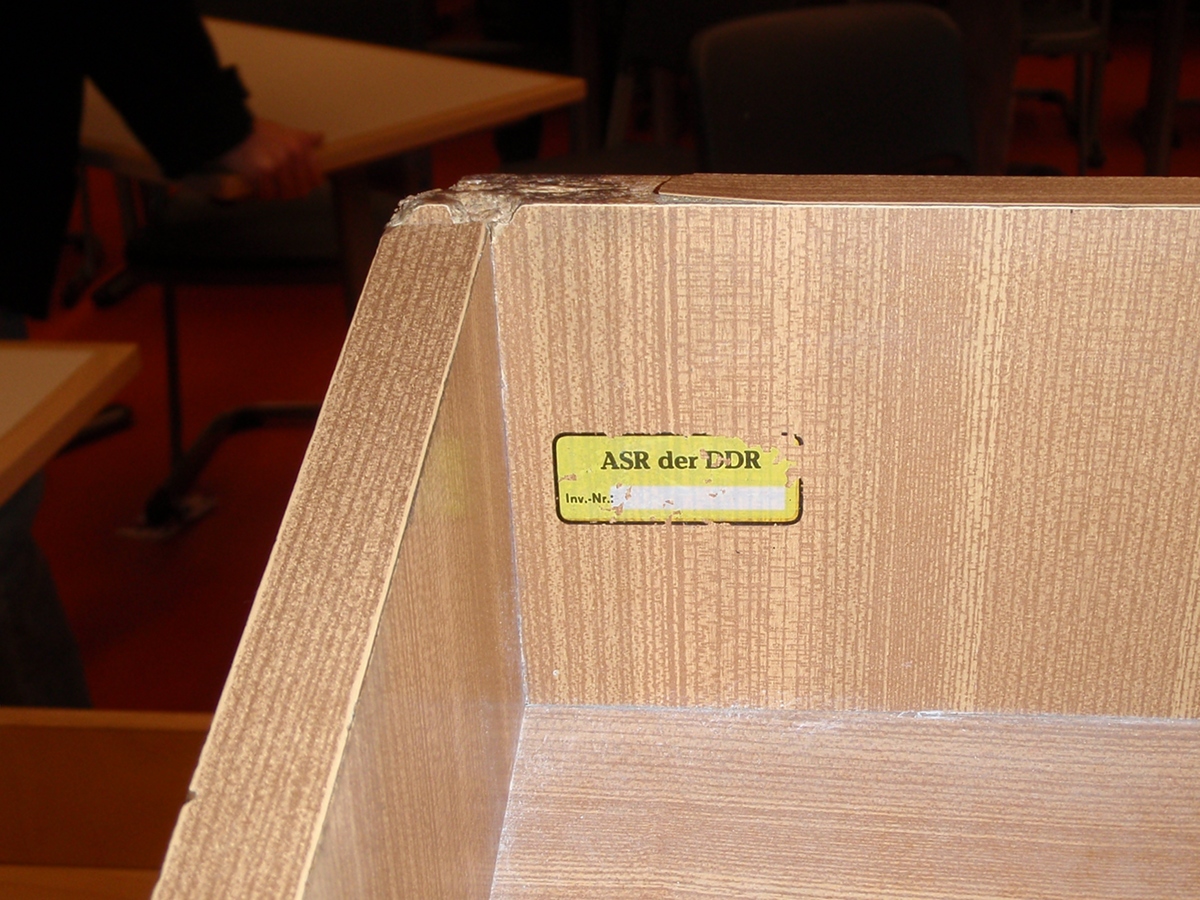 ASR der DDR
Inv.-Nr.: